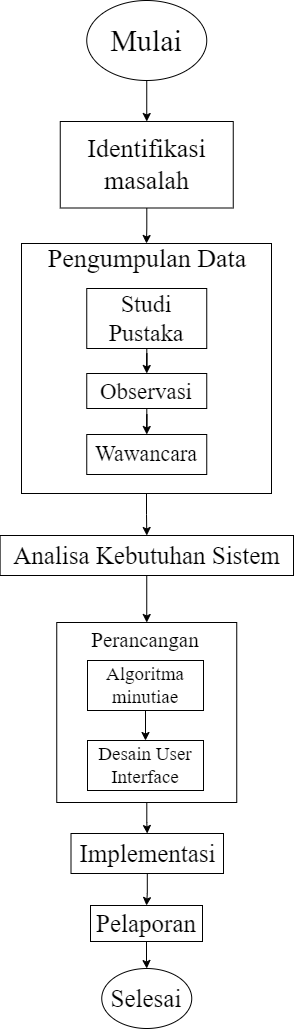 Mulai
Identifikasi
masalah
Pengumpulan Data
Studi
Pustaka
Observasi
Wawancara
Analisa Kebutuhan Sistem
Perancangan
Algoritma
minutiae
Desain User
Interface
Implementasi
Pelaporan
Selesai